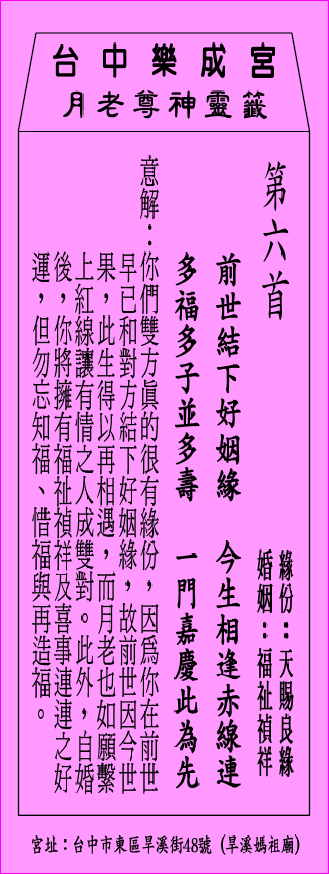 台中樂成宮
月老尊神靈籤
第六首
緣份：天賜良緣
婚姻：福祉禎祥
前世結下好姻緣　今生相逢赤線連
多福多子並多壽　一門嘉慶此為先
意解：你們雙方真的很有緣份，因為你在前世
早已和對方結下好姻緣，故前世因今世
果，此生得以再相遇，而月老也如願繫
上紅線讓有情之人成雙對。此外，自婚
後，你將擁有福祉禎祥及喜事連連之好
運，但勿忘知福、惜福與再造福。
宮址：台中市東區旱溪街48號（旱溪媽祖廟）